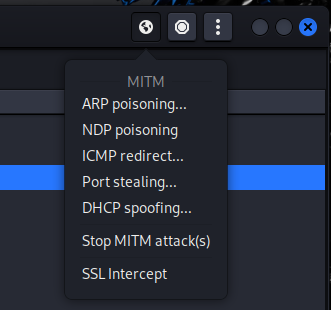 MITM
ARP poisoning...
NDP poisoning
ICMP redirect...
Port stealing...
DHCP spoofing...
Stop MITM attack(s)
SSL Intercept